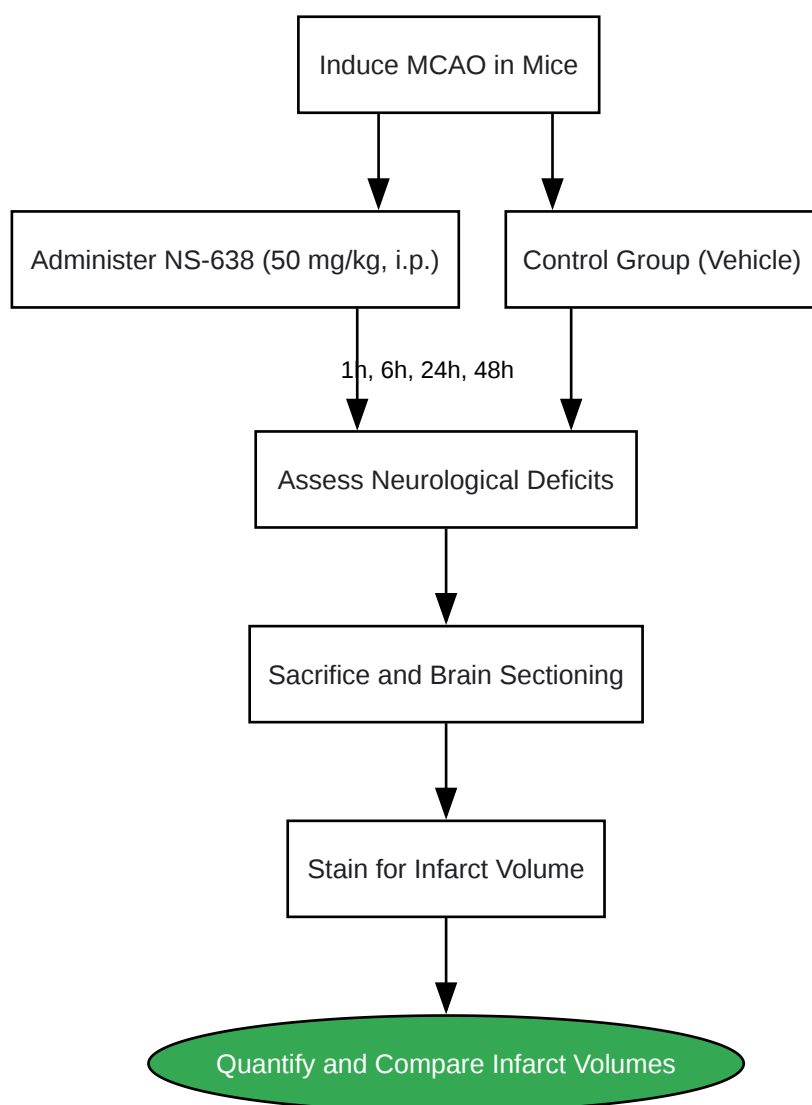 Induce MCAO in Mice
Administer NS-638 (50 mg/kg, i.p.)
Control Group (Vehicle)
1h, 6h, 24h, 48h
Assess Neurological Deficits
Sacrifice and Brain Sectioning
Stain for Infarct Volume
Quantify and Compare Infarct Volumes